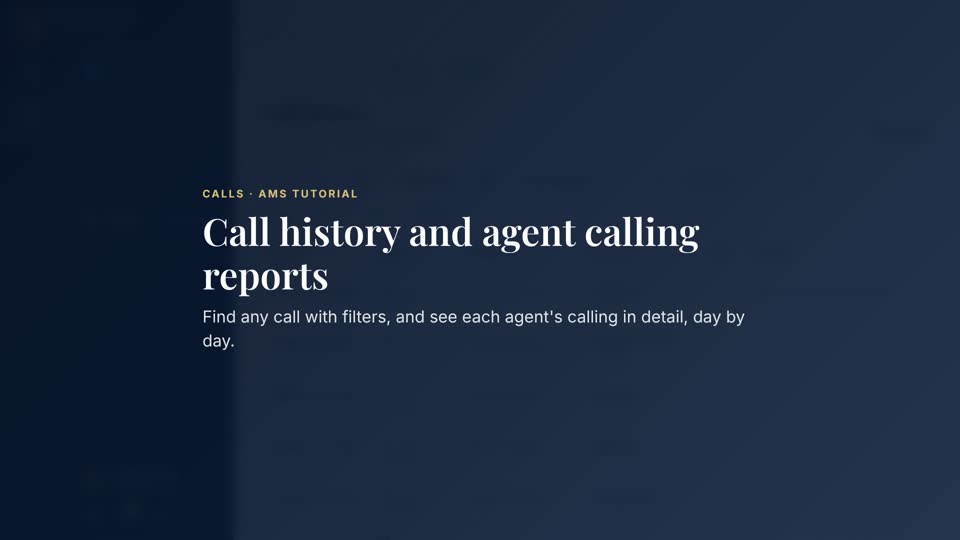 CALLS · AMS TUTORIAL
Call history and agent calling
reports
Find any call with filters, and see each agent's calling in detail, day by
day.